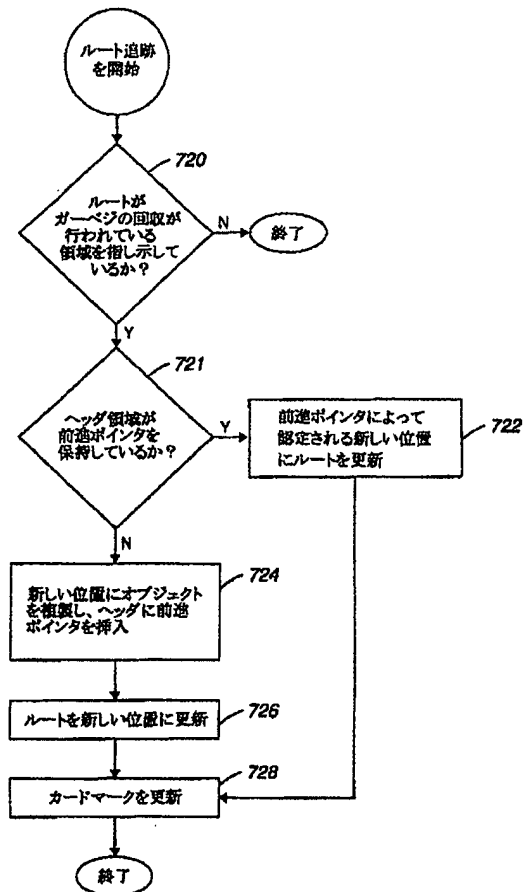 ルート追跡
を開始
720
ルートが
ガーベジの回収が
行われている
領域を指し示して
いるか？
N
終了
Y
721
ヘッダ領域が
前進ポインタを
保持しているか？
Y
前進ポインタによって
認定される新しい位置
にルートを更新
722
N
新しい位置にオブジェクト
を複製し、ヘッダに前進
ポインタを挿入
724
ルートを新しい位置に更新
726
カードマークを更新
728
終了